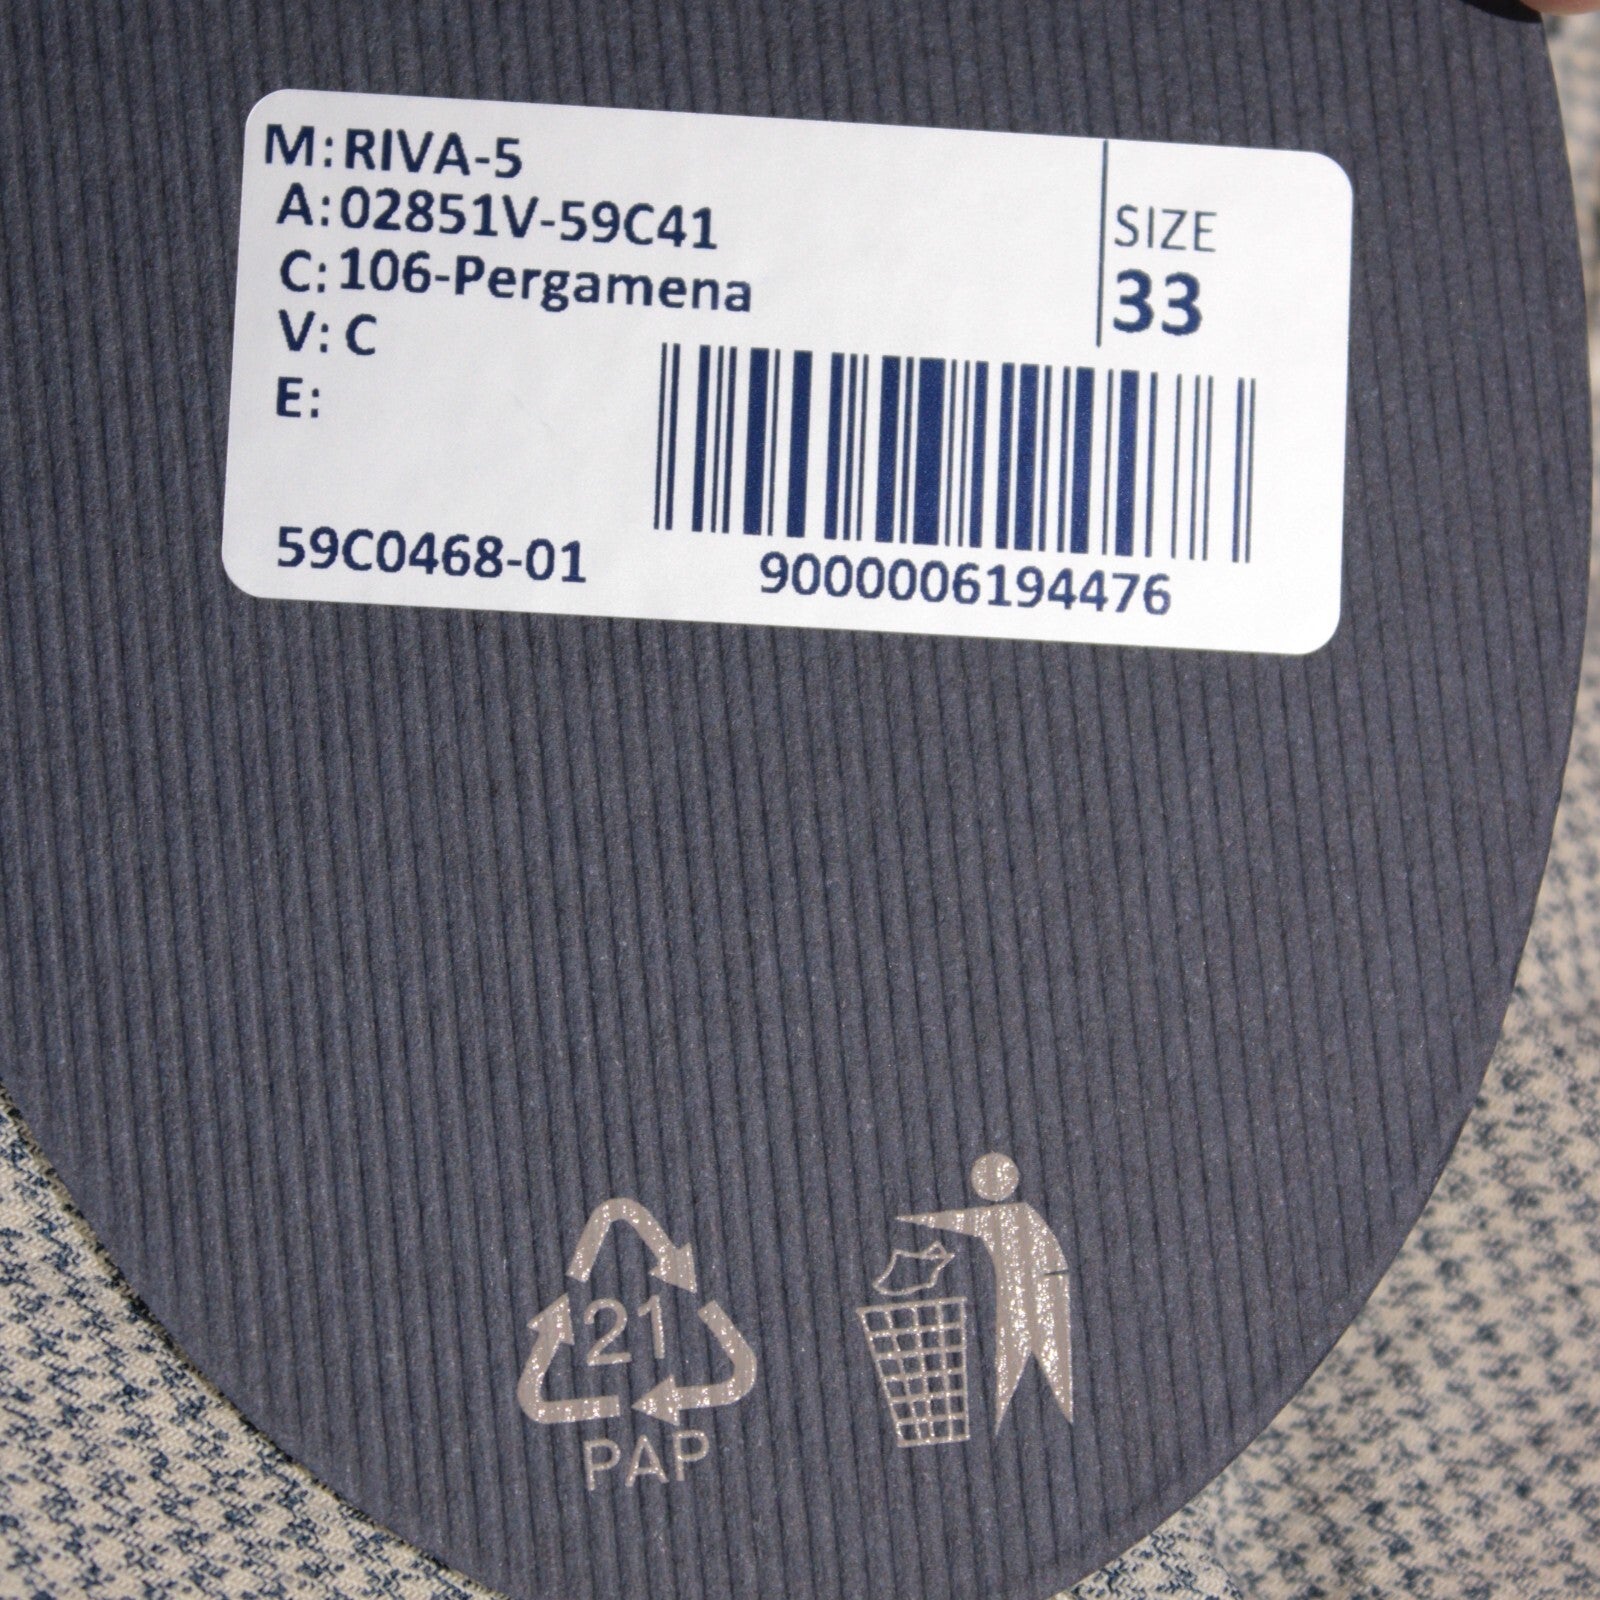 M: RIVA-5
A: 02851V-59C41
C: 106-Pergamena
V: C
E:
SIZE
33
59C0468-01
9000006194476
21
PAP